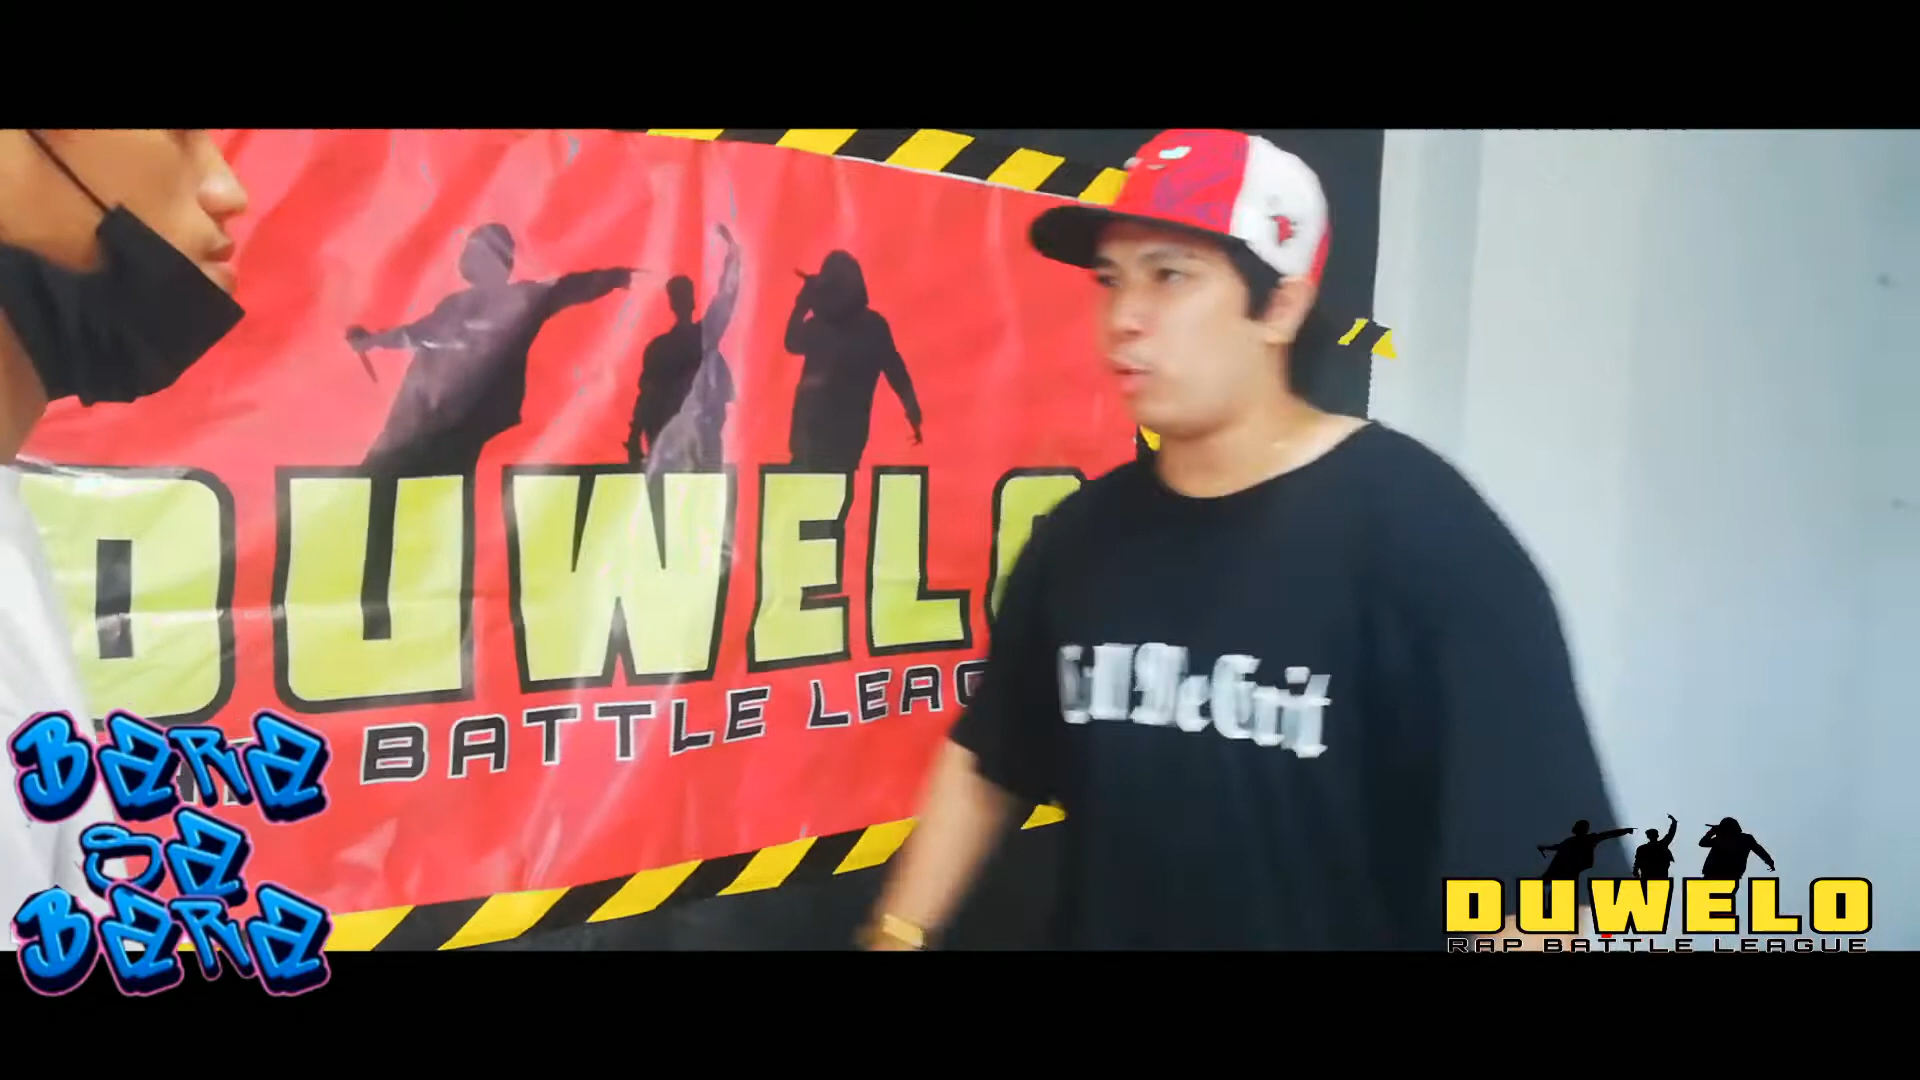 DUWELO
BATTLE LEAG
Bara
sa
Bara
DUWELO
RAP BATTLE LEAGUE